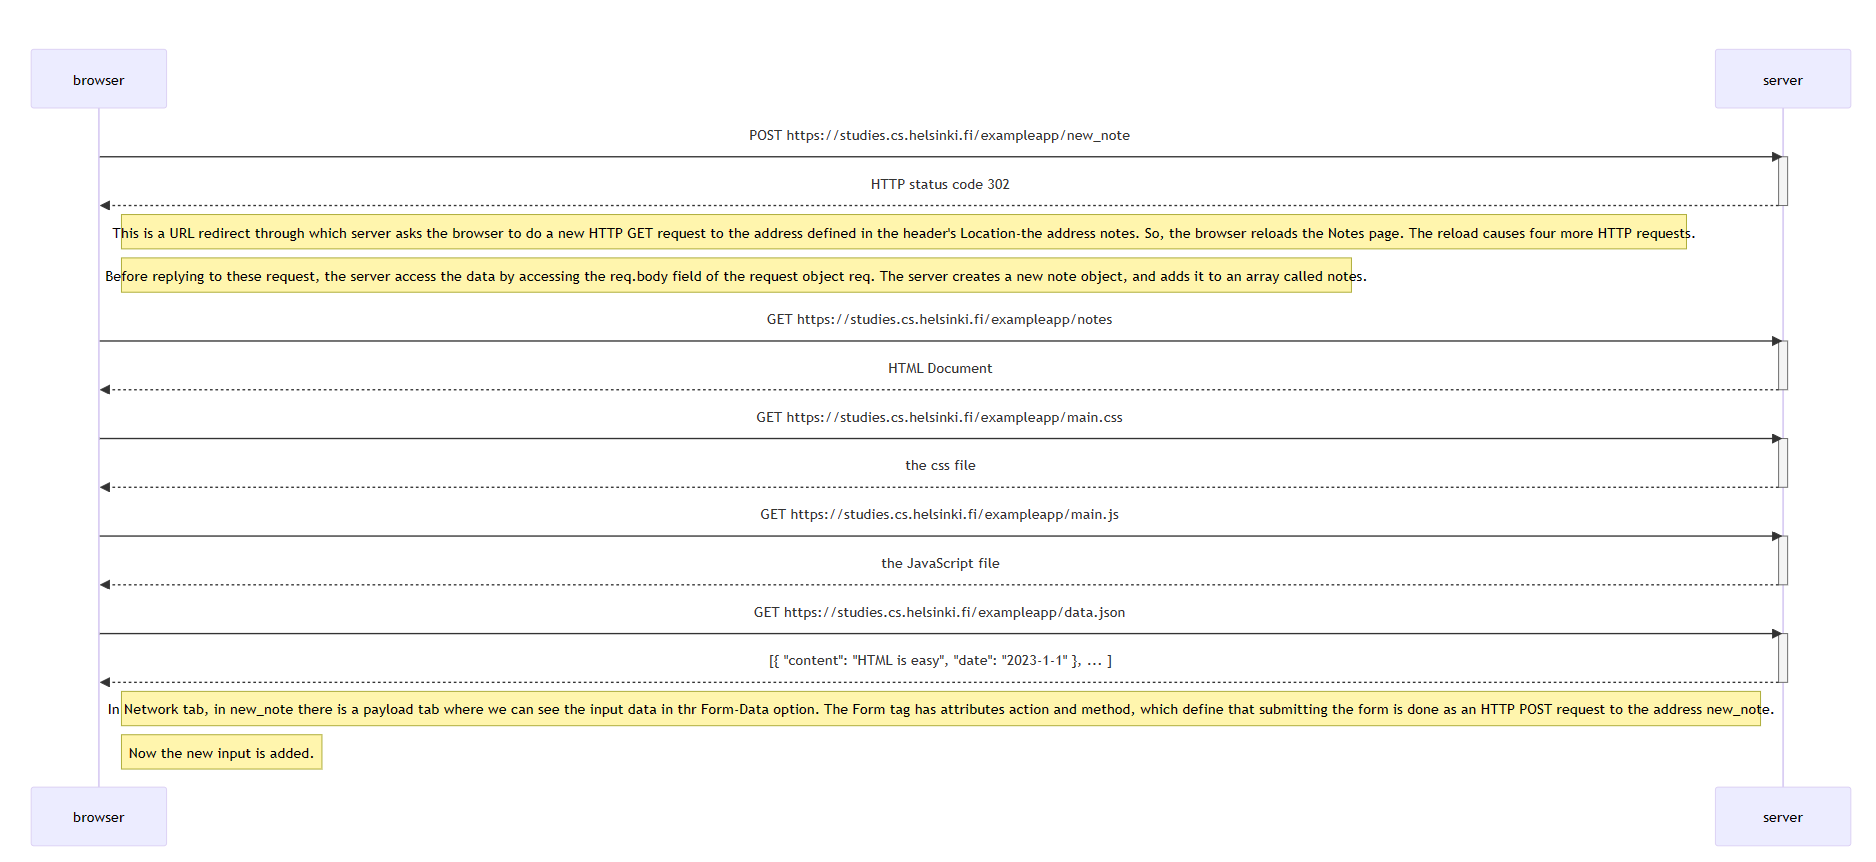 browser
server
POST https://studies.cs.helsinki.fi/exampleapp/new_note
HTTP status code 302
This is a URL redirect through which server asks the browser to do a new HTTP GET request to the address defined in the header's Location-the address notes. So, the browser reloads the Notes page. The reload causes four more HTTP requests.
Before replying to these request, the server access the data by accessing the req.body field of the request object req. The server creates a new note object, and adds it to an array called notes.
GET https://studies.cs.helsinki.fi/exampleapp/notes
HTML Document
GET https://studies.cs.helsinki.fi/exampleapp/main.css
the css file
GET https://studies.cs.helsinki.fi/exampleapp/main.js
the JavaScript file
GET https://studies.cs.helsinki.fi/exampleapp/data.json
[{ "content": "HTML is easy", "date": "2023-1-1" }, ... ]
In Network tab, in new_note there is a payload tab where we can see the input data in thr Form-Data option. The Form tag has attributes action and method, which define that submitting the form is done as an HTTP POST request to the address new_note.
Now the new input is added.
browser
server